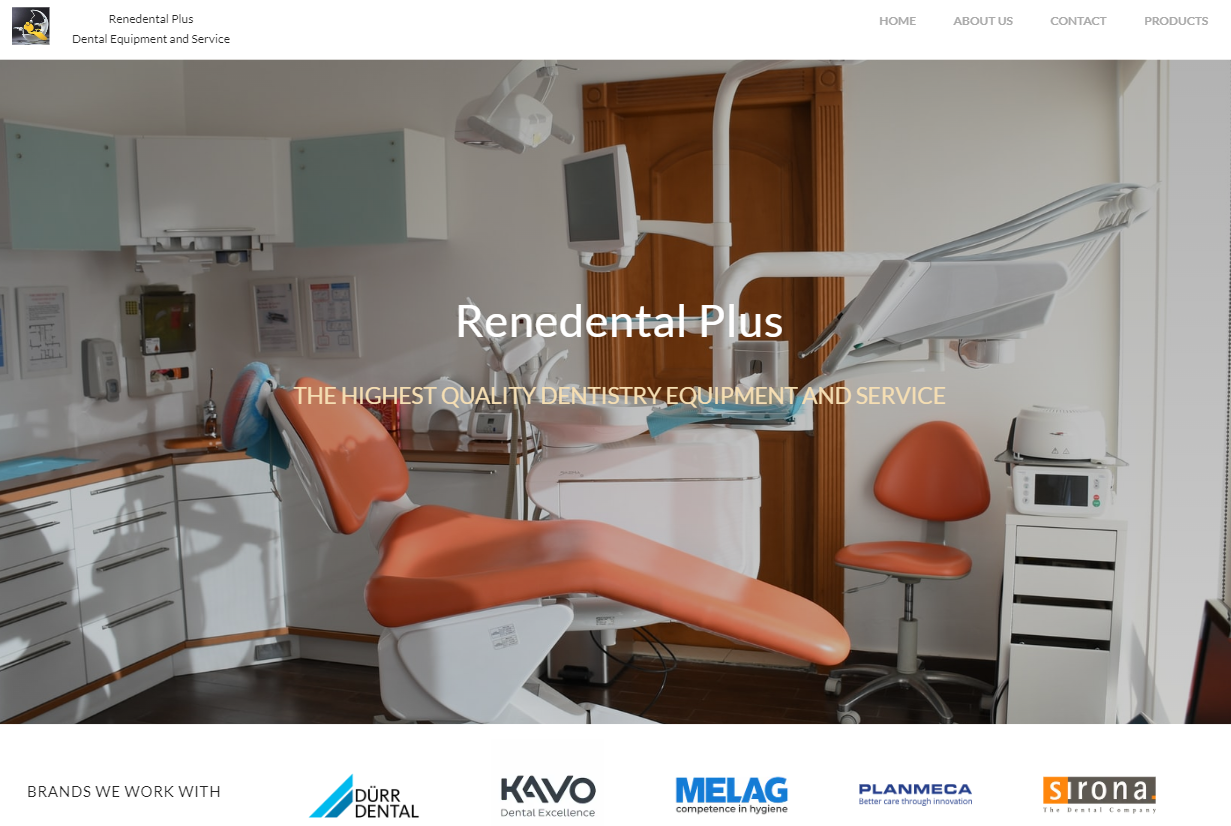 Renedental Plus
Dental Equipment and Service
HOME
ABOUT US
CONTACT
PRODUCTS
Renedental Plus
THE HIGHEST QUALITY DENTISTRY EQUIPMENT AND SERVICE
BRANDS WE WORK WITH
DÜRR
DENTAL
KAVO
Dental Excellence
MELAG
competence in hygiene
PLANMECA
Better care through innovation
sirona.
The Dental Company